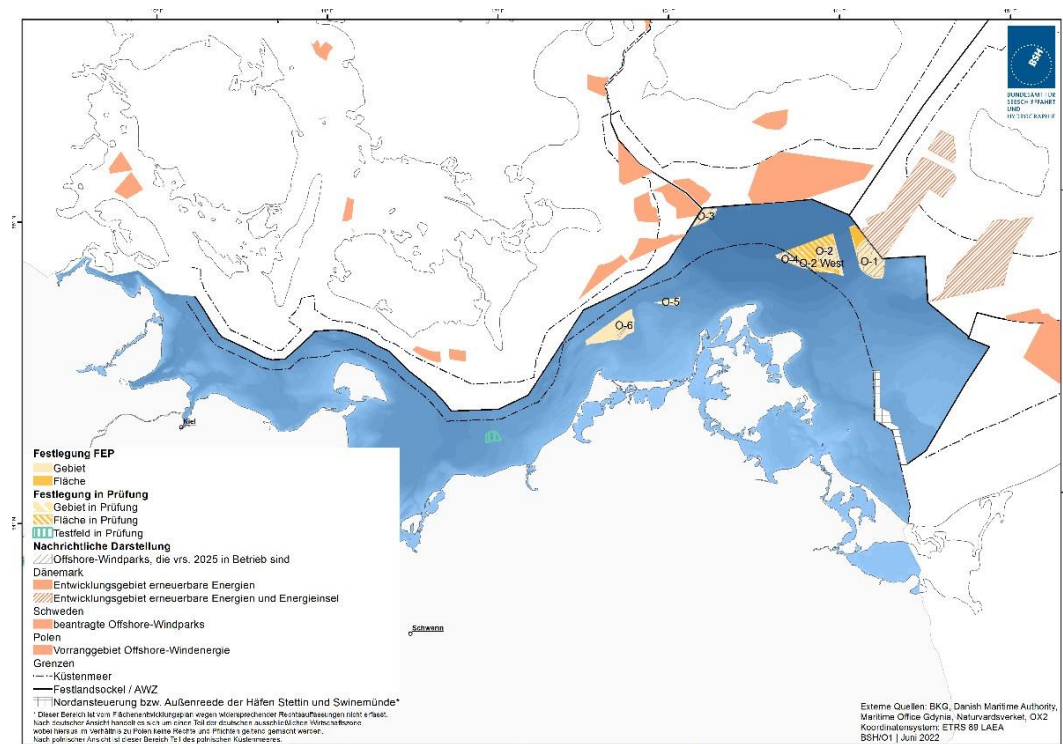 BSH
BUNDESAMT FÜR
SEESCHIFFFAHRT
UND
HYDROGRAPHIE
O-3
O-2
O-4
O-2 West
O-1
O-5
O-6
Kiel
Festlegung FEP
Gebiet
Fläche
Festlegung in Prüfung
Gebiet in Prüfung
Fläche in Prüfung
Testfeld in Prüfung
Nachrichtliche Darstellung
Offshore-Windparks, die vrs. 2025 in Betrieb sind
Dänemark
Entwicklungsgebiet erneuerbare Energien
Entwicklungsgebiet erneuerbare Energien und Energieinsel
Schweden
beantragte Offshore-Windparks
Polen
Vorranggebiet Offshore-Windenergie
Grenzen
Küstenmeer
Festlandsockel / AWZ
Nordansteuerung bzw. Außenreede der Häfen Stettin und Swinemünde*
* Dieser Bereich ist vom Flächenentwicklungsplan wegen widersprechender Rechtsauffassungen nicht erfasst.
Nach deutscher Ansicht handelt es sich um einen Teil der deutschen ausschließlichen Wirtschaftszone
wobei hieraus im Verhältnis zu Polen keine Rechte und Pflichten geltend gemacht werden.
Nach polnischer Ansicht ist dieser Bereich Teil des polnischen Küstenmeeres.
Schwerin
Externe Quellen: BKG, Danish Maritime Authority,
Maritime Office Gdynia, Naturvardsverket, OX2
Koordinatensystem: ETRS 89 LAEA
BSH/O1 | Juni 2022